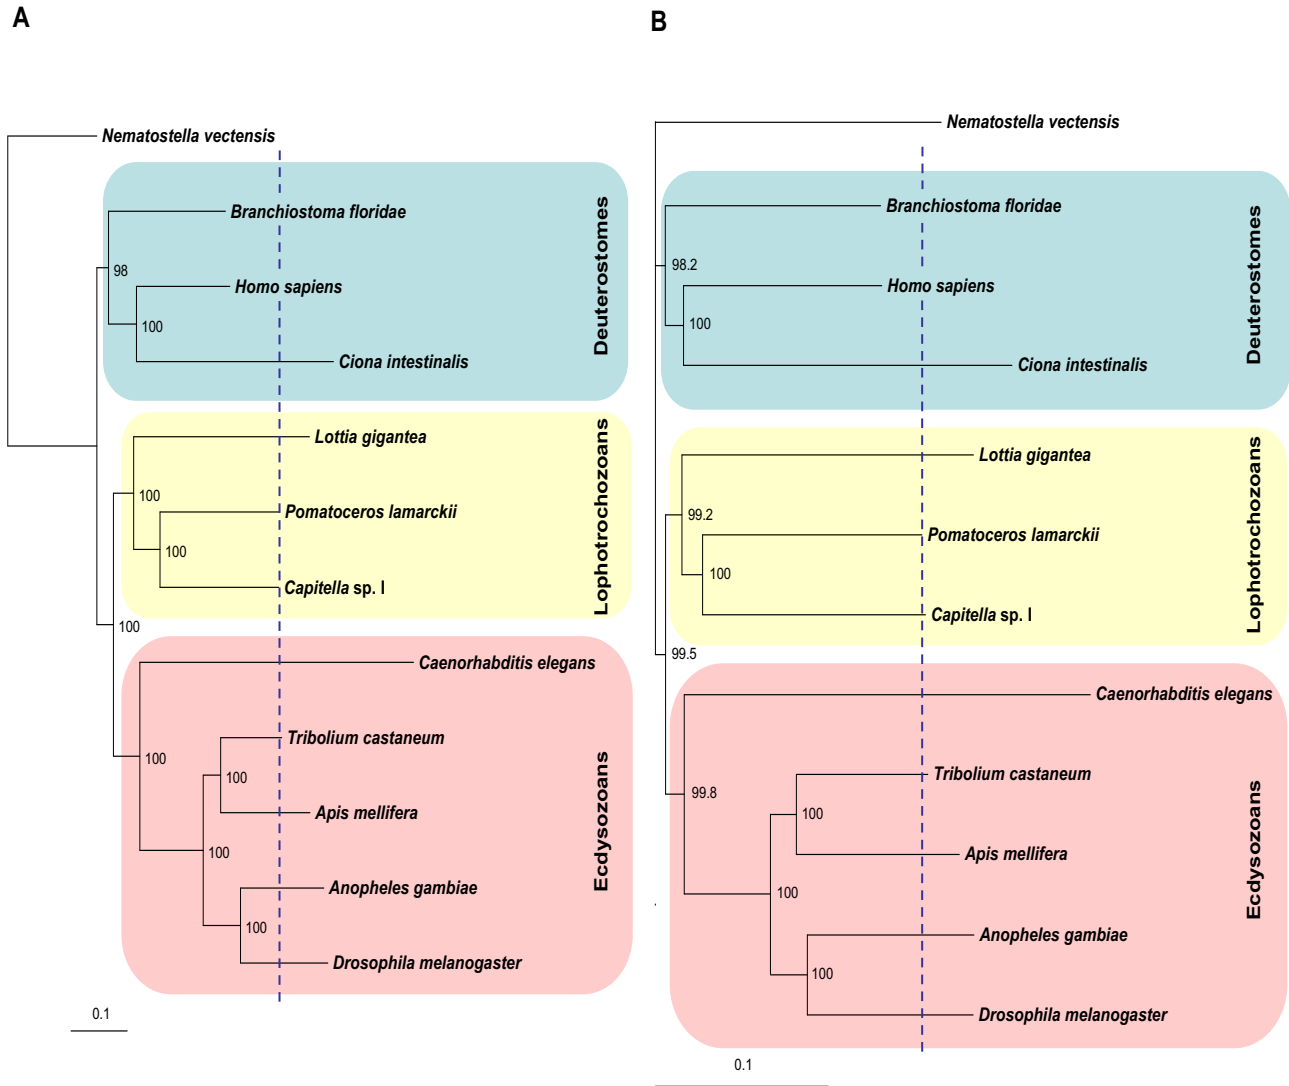 A
Nematostella vectensis
Branchiostoma floridae
98
Homo sapiens
100
Ciona intestinalis
Deuterostomes
Lottia gigantea
100
Pomatoceros lamarckii
100
Capitella sp. I
Lophotrochozoans
100
Caenorhabditis elegans
Tribolium castaneum
100
100
Apis mellifera
100
Anopheles gambiae
100
Drosophila melanogaster
Ecdysozoans
0.1
B
Nematostella vectensis
Branchiostoma floridae
98.2
Homo sapiens
100
Ciona intestinalis
Deuterostomes
Lottia gigantea
99.2
Pomatoceros lamarckii
100
Capitella sp. I
Lophotrochozoans
99.5
Caenorhabditis elegans
Tribolium castaneum
99.8
100
Apis mellifera
100
Anopheles gambiae
100
Drosophila melanogaster
Ecdysozoans
0.1